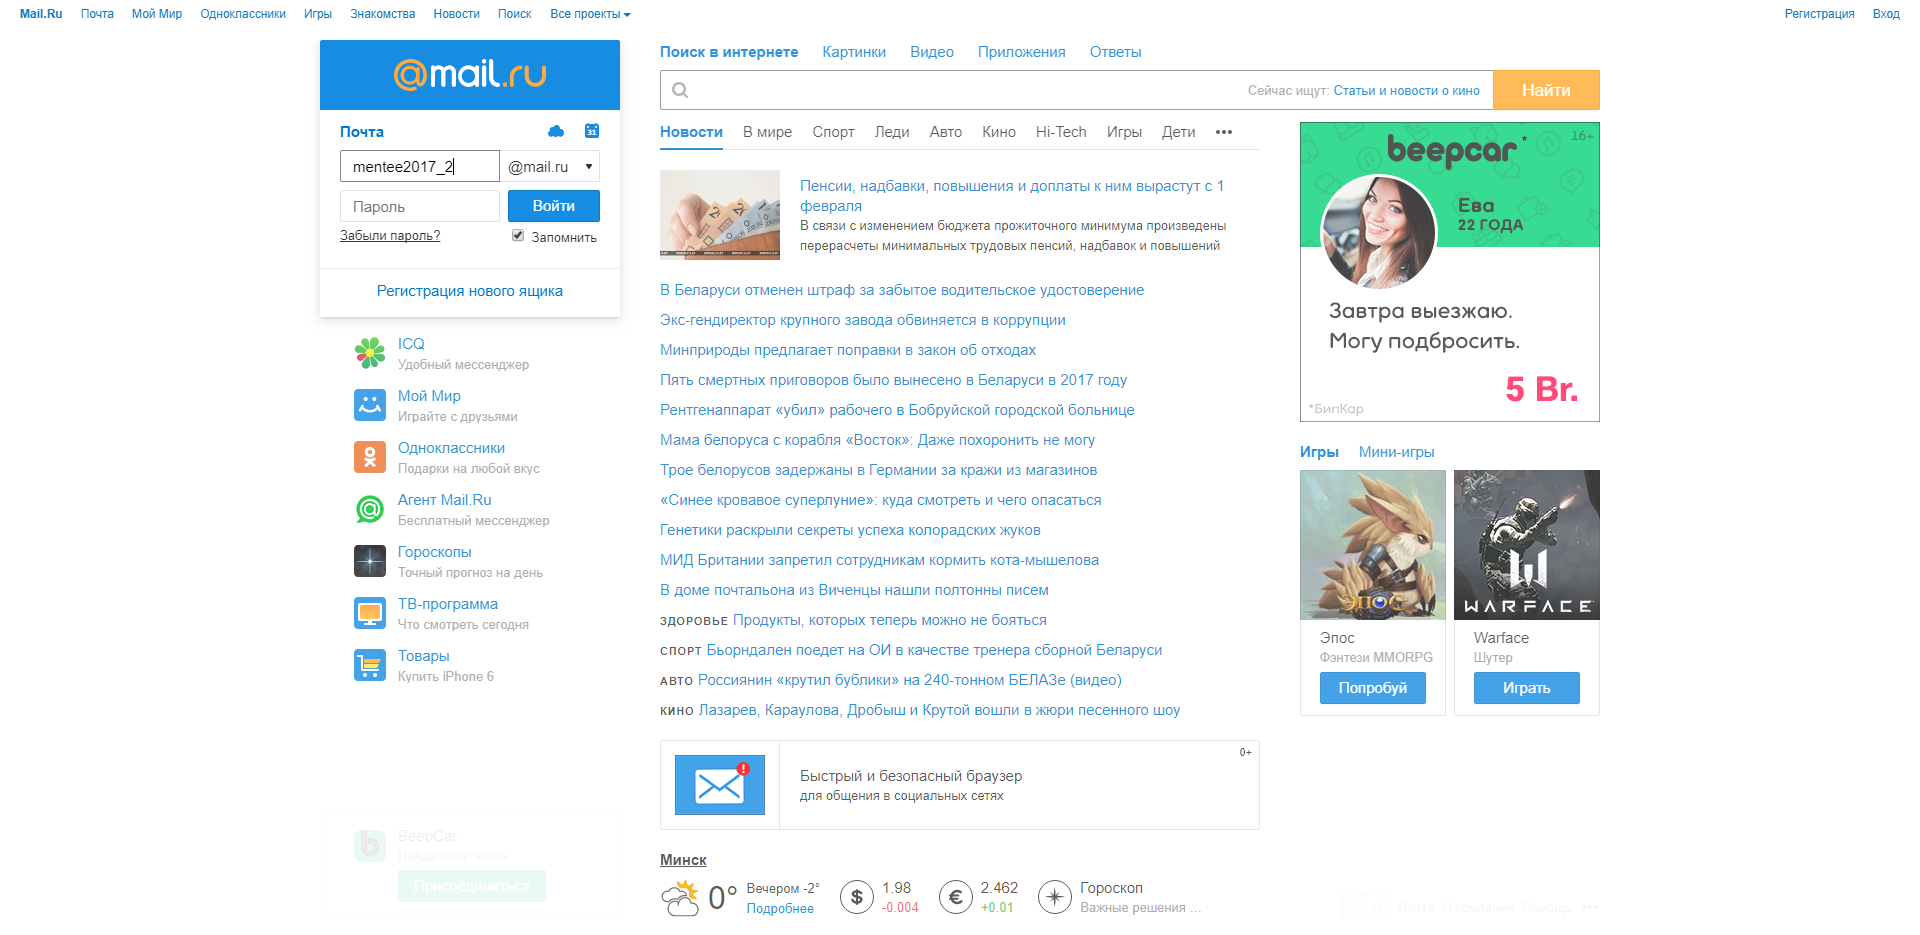 Mail.Ru Почта Мой Мир Одноклассники Игры Знакомства Новости Поиск Все проекты
Регистрация Вход
@mail.ru
Почта
31
mentee2017_2
@mail.ru
Пароль
Войти
Забыли пароль?
Запомнить
Регистрация нового ящика
ICQ
Удобный мессенджер
Мой Мир
Играйте с друзьями
Одноклассники
Подарки на любой вкус
Агент Mail.Ru
Бесплатный мессенджер
Гороскопы
Точный прогноз на день
ТВ-программа
Что смотреть сегодня
Товары
Купить iPhone 6
BeepCar
Найди попутчиков
Присоединиться
Поиск в интернете Картинки Видео Приложения Ответы
Сейчас ищут: Статьи и новости о кино
Найти
Новости В мире Спорт Леди Авто Кино Hi-Tech Игры Дети •••
Пенсии, надбавки, повышения и доплаты к ним вырастут с 1
февраля
В связи с изменением бюджета прожиточного минимума произведены
перерасчеты минимальных трудовых пенсий, надбавок и повышений
В Беларуси отменен штраф за забытое водительское удостоверение
Экс-гендиректор крупного завода обвиняется в коррупции
Минприроды предлагает поправки в закон об отходах
Пять смертных приговоров было вынесено в Беларуси в 2017 году
Рентгенаппарат «убил» рабочего в Бобруйской городской больнице
Мама белоруса с корабля «Восток»: Даже похоронить не могу
Трое белорусов задержаны в Германии за кражи из магазинов
«Синее кровавое суперлуние»: куда смотреть и чего опасаться
Генетики раскрыли секреты успеха колорадских жуков
МИД Британии запретил сотрудникам кормить кота-мышелова
В доме почтальона из Виченцы нашли полтонны писем
ЗДОРОВЬЕ Продукты, которых теперь можно не бояться
СПОРТ Бьорндален поедет на ОИ в качестве тренера сборной Беларуси
АВТО Россиянин «крутил бублики» на 240-тонном БЕЛАЗе (видео)
КИНО Лазарев, Караулова, Дробыш и Крутой вошли в жюри песенного шоу
0+
Быстрый и безопасный браузер
для общения в социальных сетях
Минск
0° Вечером -2°
Подробнее
$ 1.98
-0.004
€ 2.462
+0.01
Гороскоп
Важные решения ...
16+
beepcar*
Ева
22 ГОДА
Завтра выезжаю.
Могу подбросить.
5 Br.
*БипКар
Игры Мини-игры
ЭПОС
WARFACE
Эпос
Фэнтези MMORPG
Попробуй
Warface
Шутер
Играть
Лента О компании Помощь •••